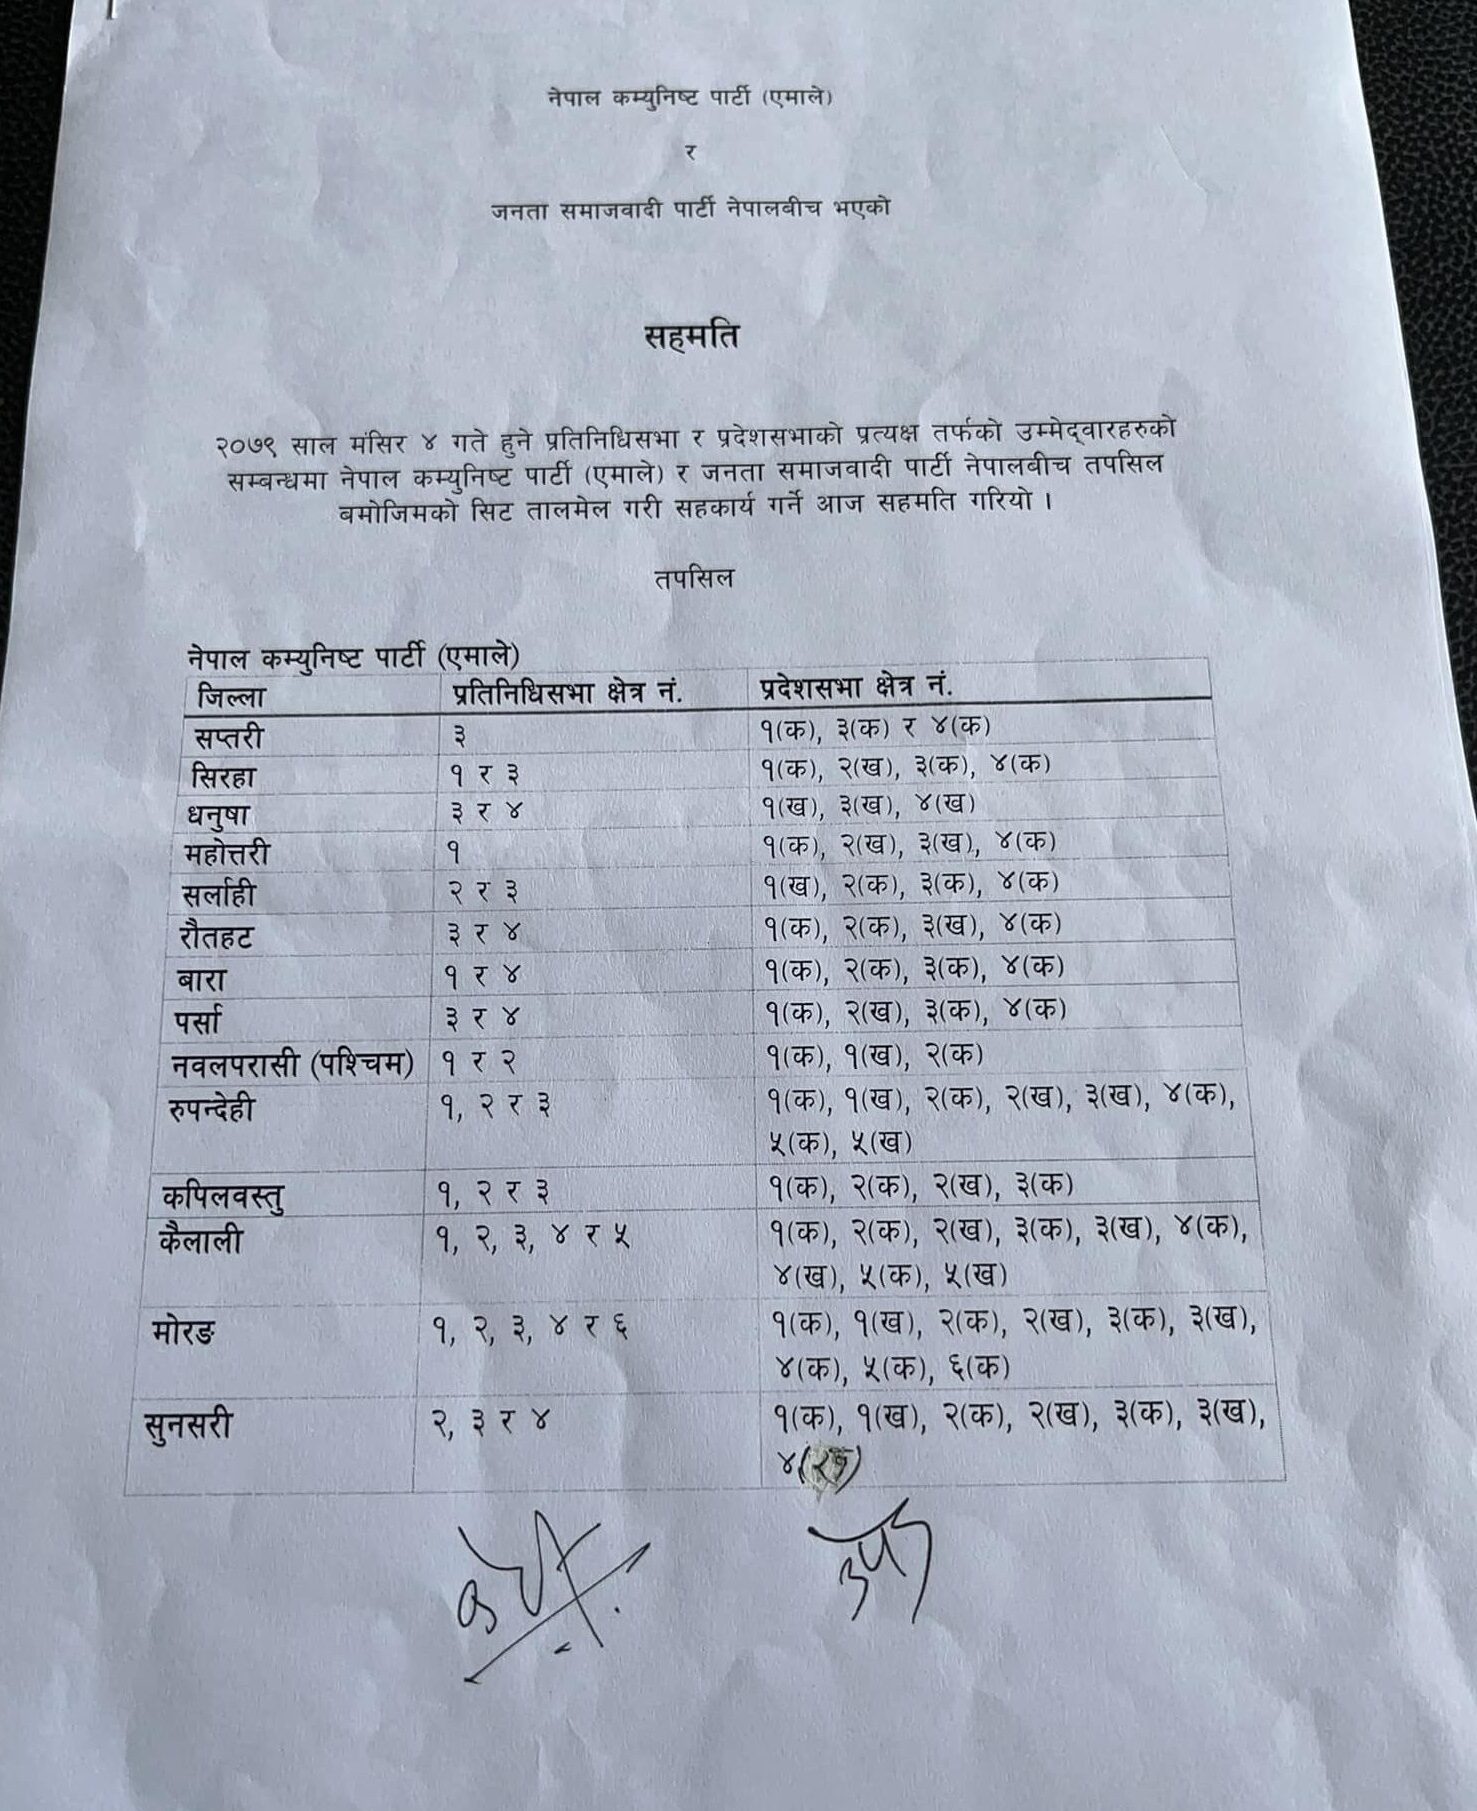 नेपाल कम्युनिष्ट पार्टी (एमाले)
र
जनता समाजवादी पार्टी नेपालबीच भएको
सहमति
२०७९ साल मंसिर ४ गते हुने प्रतिनिधिसभा र प्रदेशसभाको प्रत्यक्ष तर्फको उम्मेद्‌वारहरुको
सम्बन्धमा नेपाल कम्युनिष्ट पार्टी (एमाले) र जनता समाजवादी पार्टी नेपालबीच तपसिल
बमोजिमको सिट तालमेल गरी सहकार्य गर्ने आज सहमति गरियो ।
तपसिल
नेपाल कम्युनिष्ट पार्टी (एमाले)
जिल्ला प्रतिनिधिसभा क्षेत्र नं. प्रदेशसभा क्षेत्र नं.
सप्तरी ३ १(क), ३(क) र ४(क)
सिरहा १ र ३ १(क), २(ख), ३(क), ४(क)
धनुषा ३ र ४ १(ख), ३(ख), ४(ख)
महोत्तरी १ १(क), २(ख), ३(ख), ४(क)
सर्लाही २ र ३ १(ख), २(क), ३(क), ४(क)
रौतहट ३ र ४ १(क), २(क), ३(ख), ४(क)
बारा १ र ४ १(क), २(क), ३(क), ४(क)
पर्सा ३ र ४ १(क), २(ख), ३(क), ४(क)
नवलपरासी (पश्चिम) १ र २ १(क), १(ख), २(क)
रुपन्देही १, २ र ३ १(क), १(ख), २(क), २(ख), ३(ख), ४(क),
५(क), ५(ख)
कपिलवस्तु १, २ र ३ १(क), २(क), २(ख), ३(क)
कैलाली १, २, ३, ४ र ५ १(क), २(क), २(ख), ३(क), ३(ख), ४(क),
४(ख), ५(क), ५(ख)
मोरङ १, २, ३, ४ र ६ १(क), १(ख), २(क), २(ख), ३(क), ३(ख),
४(क), ५(क), ६(क)
सुनसरी २, ३ र ४ १(क), १(ख), २(क), २(ख), ३(क), ३(ख),